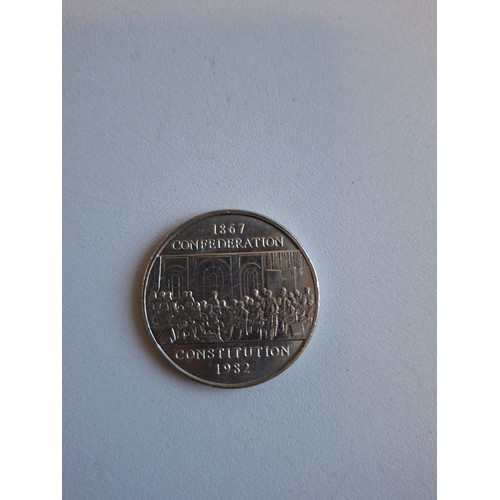 1867
CONFEDERATION
CONSTITUTION
1982